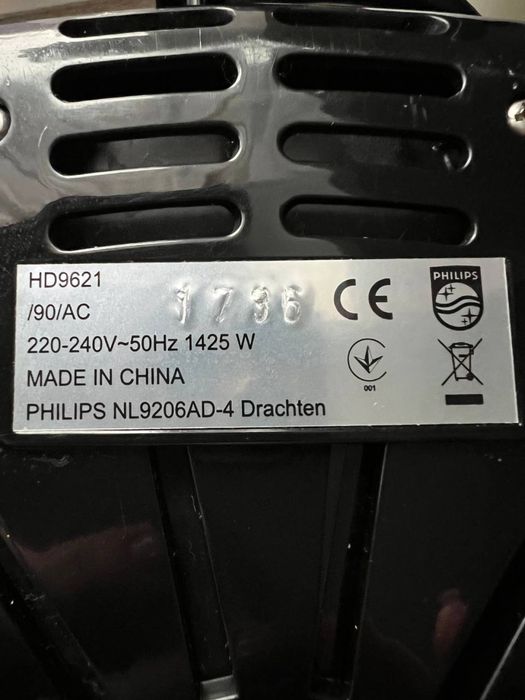 HD9621
/90/AC
1736
220-240V~50Hz 1425 W
MADE IN CHINA
PHILIPS NL9206AD-4 Drachten
CE
PHILIPS
001